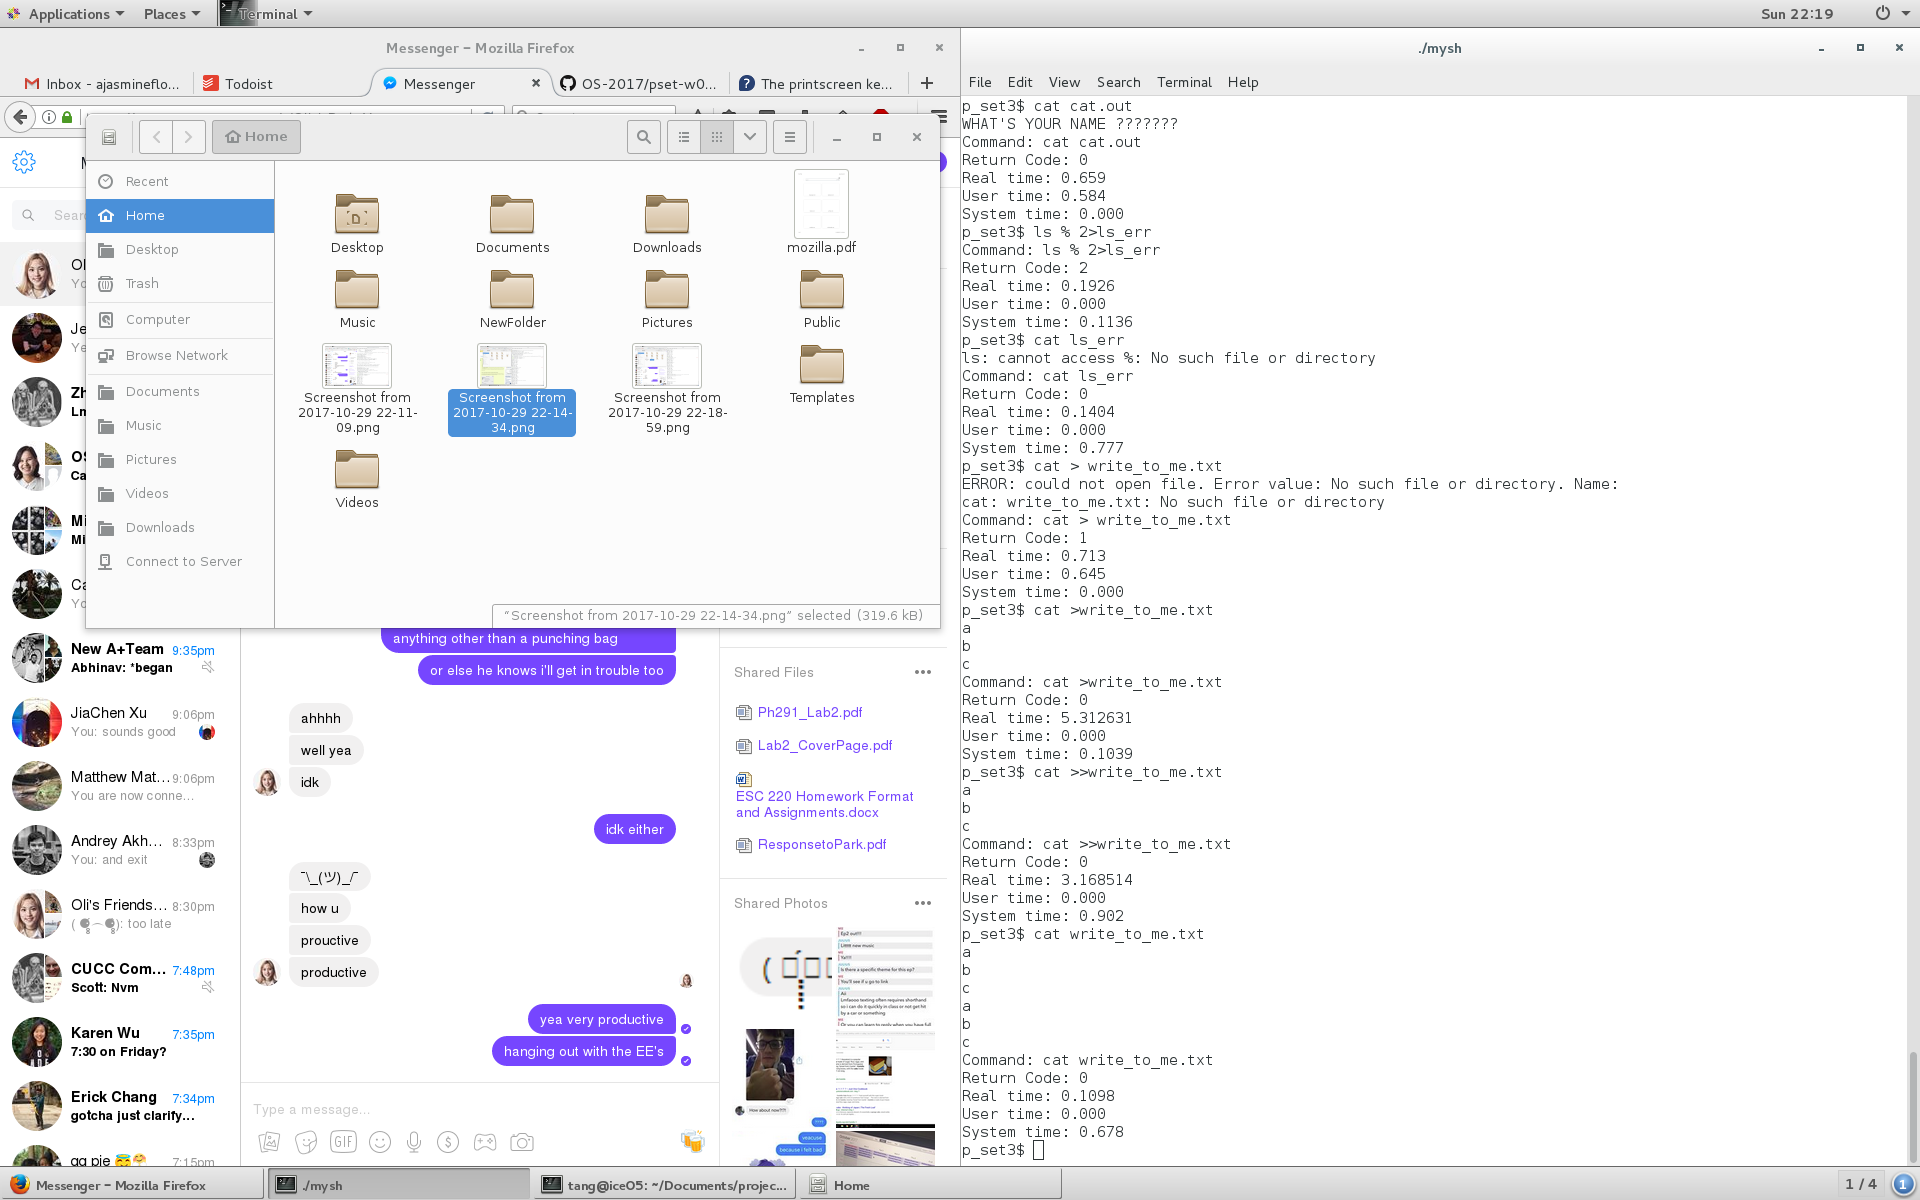 Applications
Places
Terminal
Sun 22:19
Messenger – Mozilla Firefox
Inbox - ajasmineflo...
Todoist
Messenger
OS-2017/pset-w0...
The printscreen ke...
Home
Recent
Home
Desktop
Trash
Computer
Browse Network
Documents
Music
Pictures
Videos
Downloads
Connect to Server
Desktop
Documents
Downloads
mozilla.pdf
Music
NewFolder
Pictures
Public
Screenshot from
2017-10-29 22-11-
09.png
Screenshot from
2017-10-29 22-14-
34.png
Screenshot from
2017-10-29 22-18-
59.png
Templates
Videos
"Screenshot from 2017-10-29 22-14-34.png" selected (319.6 kB)
New A+Team
9:35pm
Abhinav: *began
JiaChen Xu
9:06pm
You: sounds good
Matthew Mat...
9:06pm
You are now conne...
Andrey Akh...
8:33pm
You: and exit
Oli's Friends...
8:30pm
too late
CUCC Com...
7:48pm
Scott: Nvm
Karen Wu
7:35pm
7:30 on Friday?
Erick Chang
7:34pm
gotcha just clarify...
qq pie
7:15pm
anything other than a punching bag
or else he knows i'll get in trouble too
ahhhh
well yea
idk
idk either
¯\_(ツ)_/¯
how u
prouctive
productive
yea very productive
hanging out with the EE's
Type a message...
GIF
Shared Files
Ph291_Lab2.pdf
Lab2_CoverPage.pdf
ESC 220 Homework Format
and Assignments.docx
ResponsetoPark.pdf
Shared Photos
How about now?!?!
because i felt bad
./mysh
File Edit View Search Terminal Help
p_set3$ cat cat.out
WHAT'S YOUR NAME ???????
Command: cat cat.out
Return Code: 0
Real time: 0.659
User time: 0.584
System time: 0.000
p_set3$ ls % 2>ls_err
Command: ls % 2>ls_err
Return Code: 2
Real time: 0.1926
User time: 0.000
System time: 0.1136
p_set3$ cat ls_err
ls: cannot access %: No such file or directory
Command: cat ls_err
Return Code: 0
Real time: 0.1404
User time: 0.000
System time: 0.777
p_set3$ cat > write_to_me.txt
ERROR: could not open file. Error value: No such file or directory. Name:
cat: write_to_me.txt: No such file or directory
Command: cat > write_to_me.txt
Return Code: 1
Real time: 0.713
User time: 0.645
System time: 0.000
p_set3$ cat >write_to_me.txt
a
b
c
Command: cat >write_to_me.txt
Return Code: 0
Real time: 5.312631
User time: 0.000
System time: 0.1039
p_set3$ cat >>write_to_me.txt
a
b
c
Command: cat >>write_to_me.txt
Return Code: 0
Real time: 3.168514
User time: 0.000
System time: 0.902
p_set3$ cat write_to_me.txt
a
b
c
a
b
c
Command: cat write_to_me.txt
Return Code: 0
Real time: 0.1098
User time: 0.000
System time: 0.678
p_set3$
Messenger – Mozilla Firefox
./mysh
tang@ice05: ~/Documents/projec...
Home
1 / 4
1